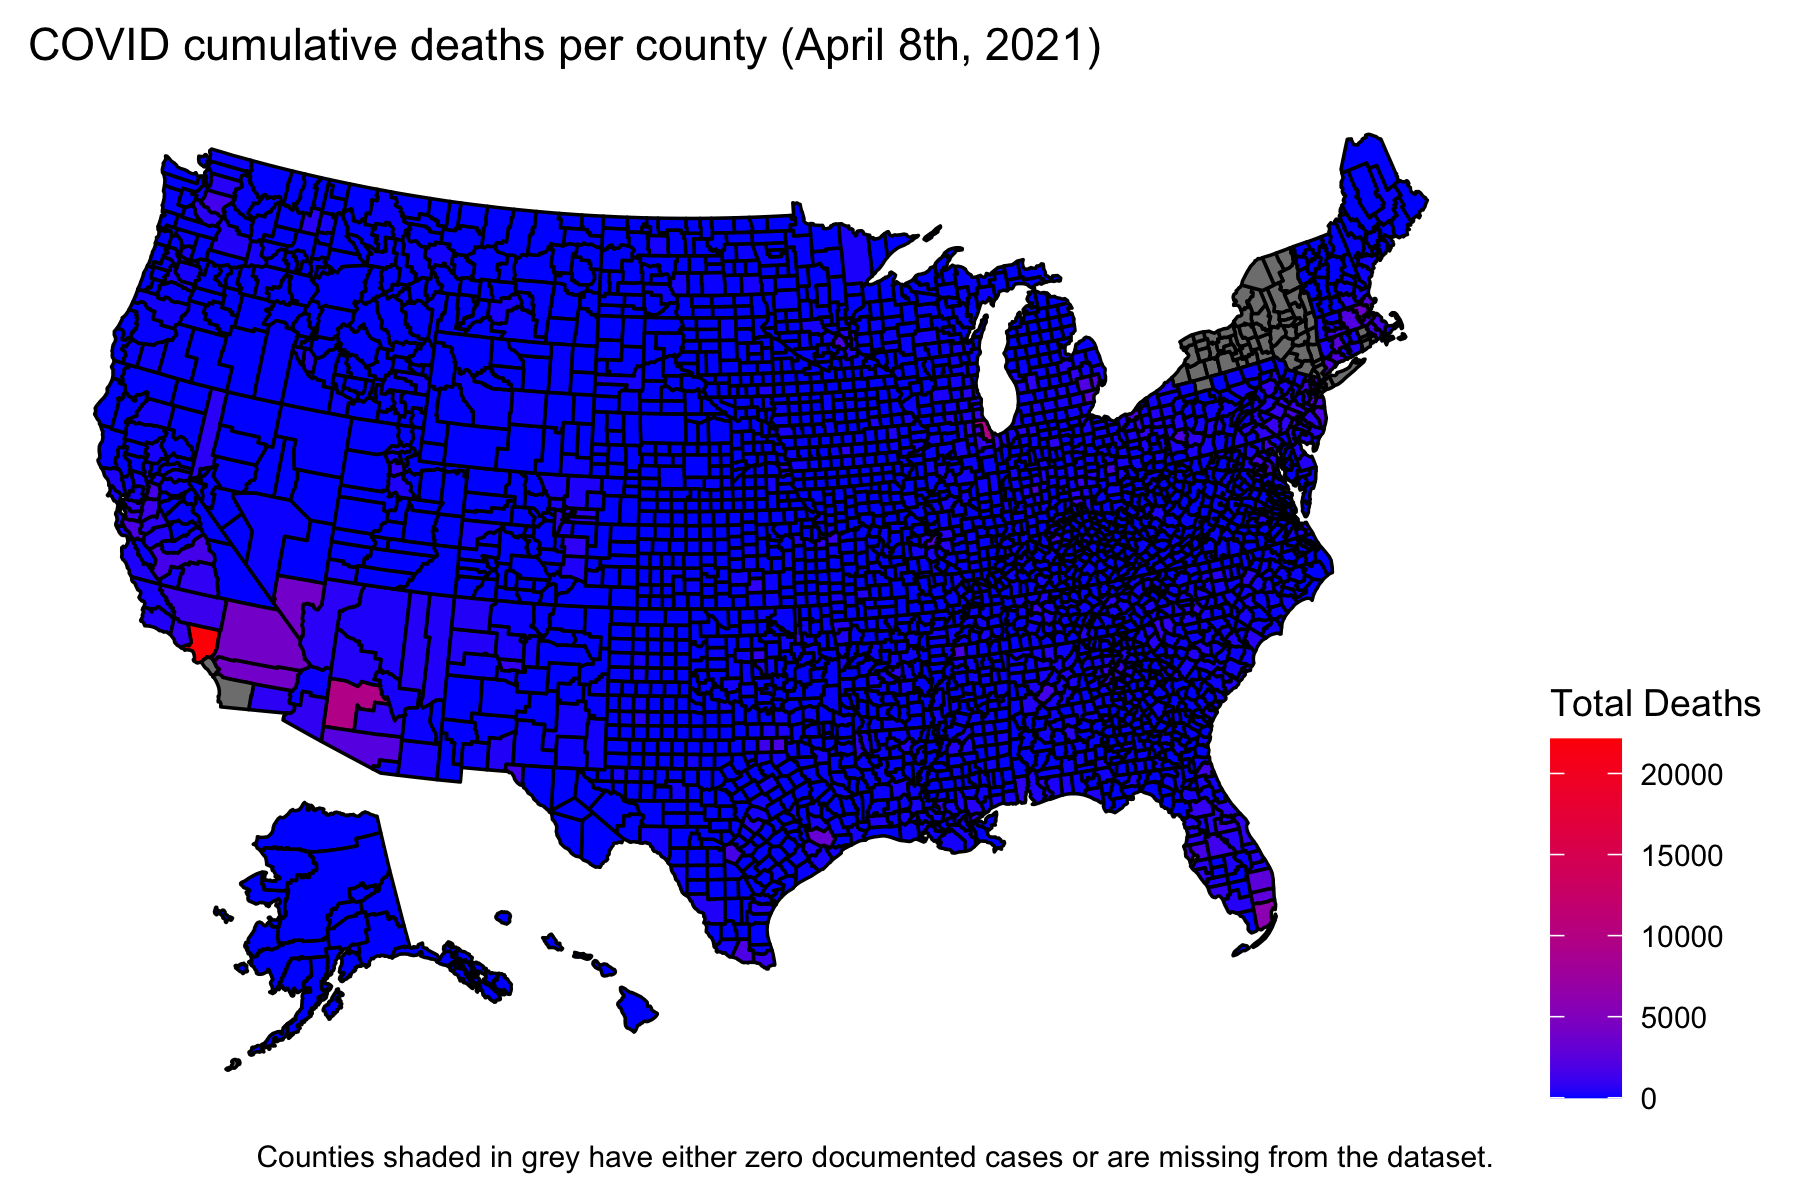 COVID cumulative deaths per county (April 8th, 2021)
Total Deaths
20000
15000
10000
5000
0
Counties shaded in grey have either zero documented cases or are missing from the dataset.